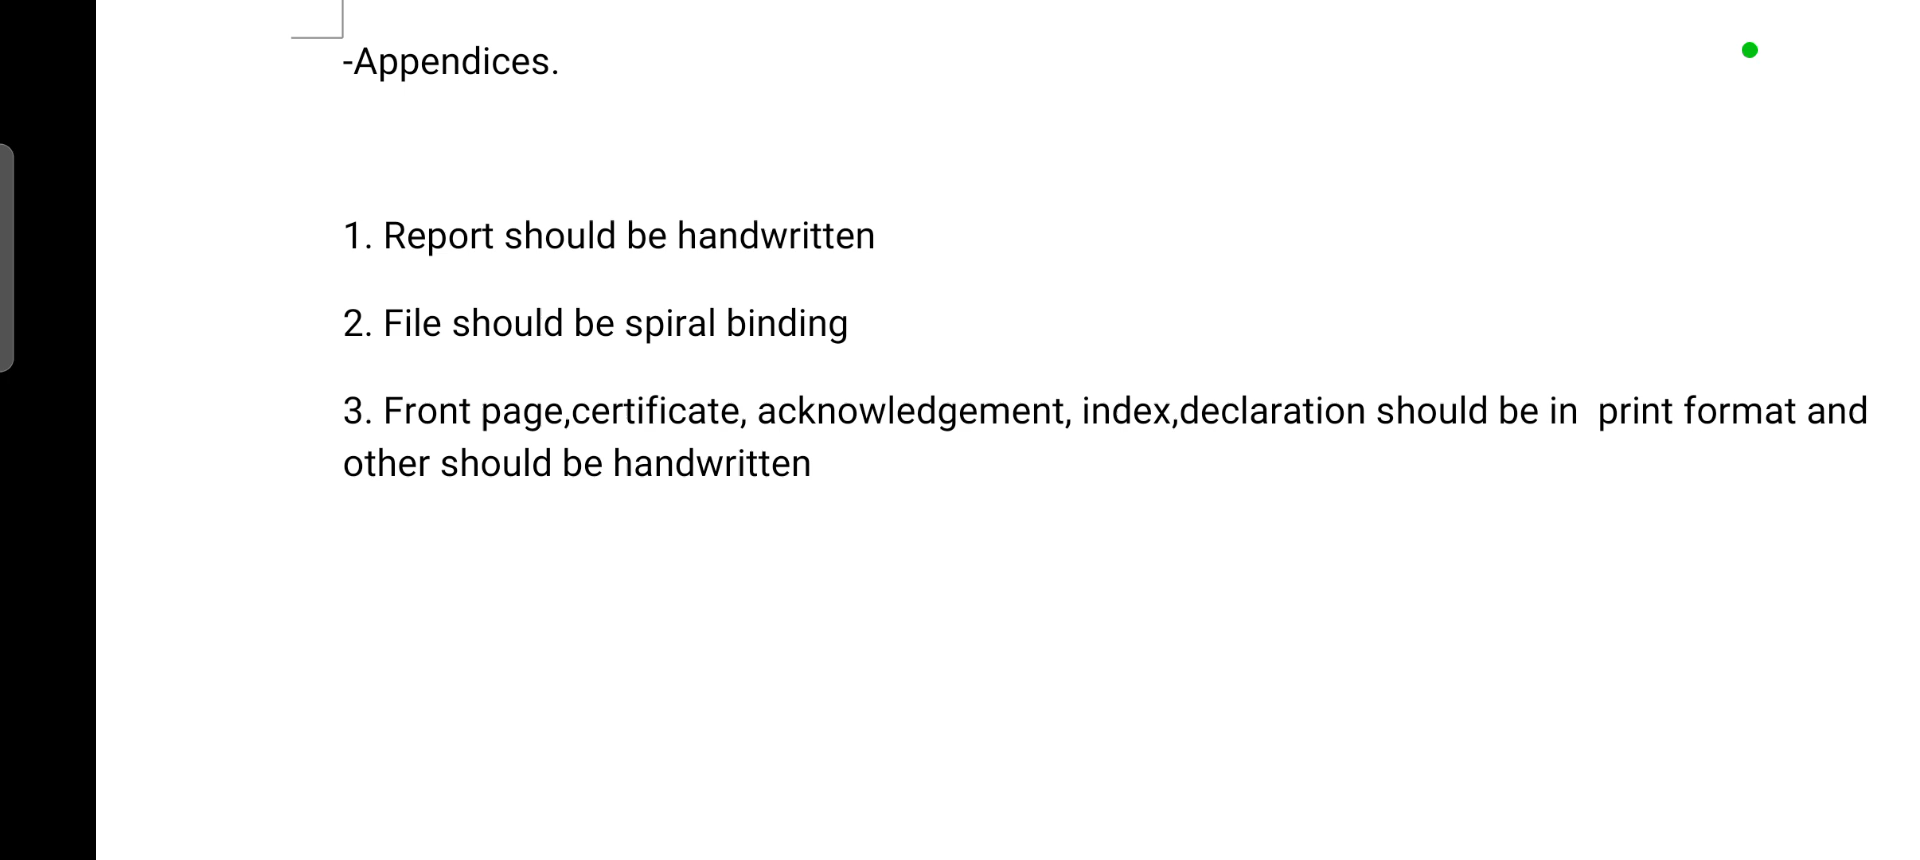 -Appendices.
1. Report should be handwritten
2. File should be spiral binding
3. Front page,certificate, acknowledgement, index,declaration should be in  print format and
other should be handwritten